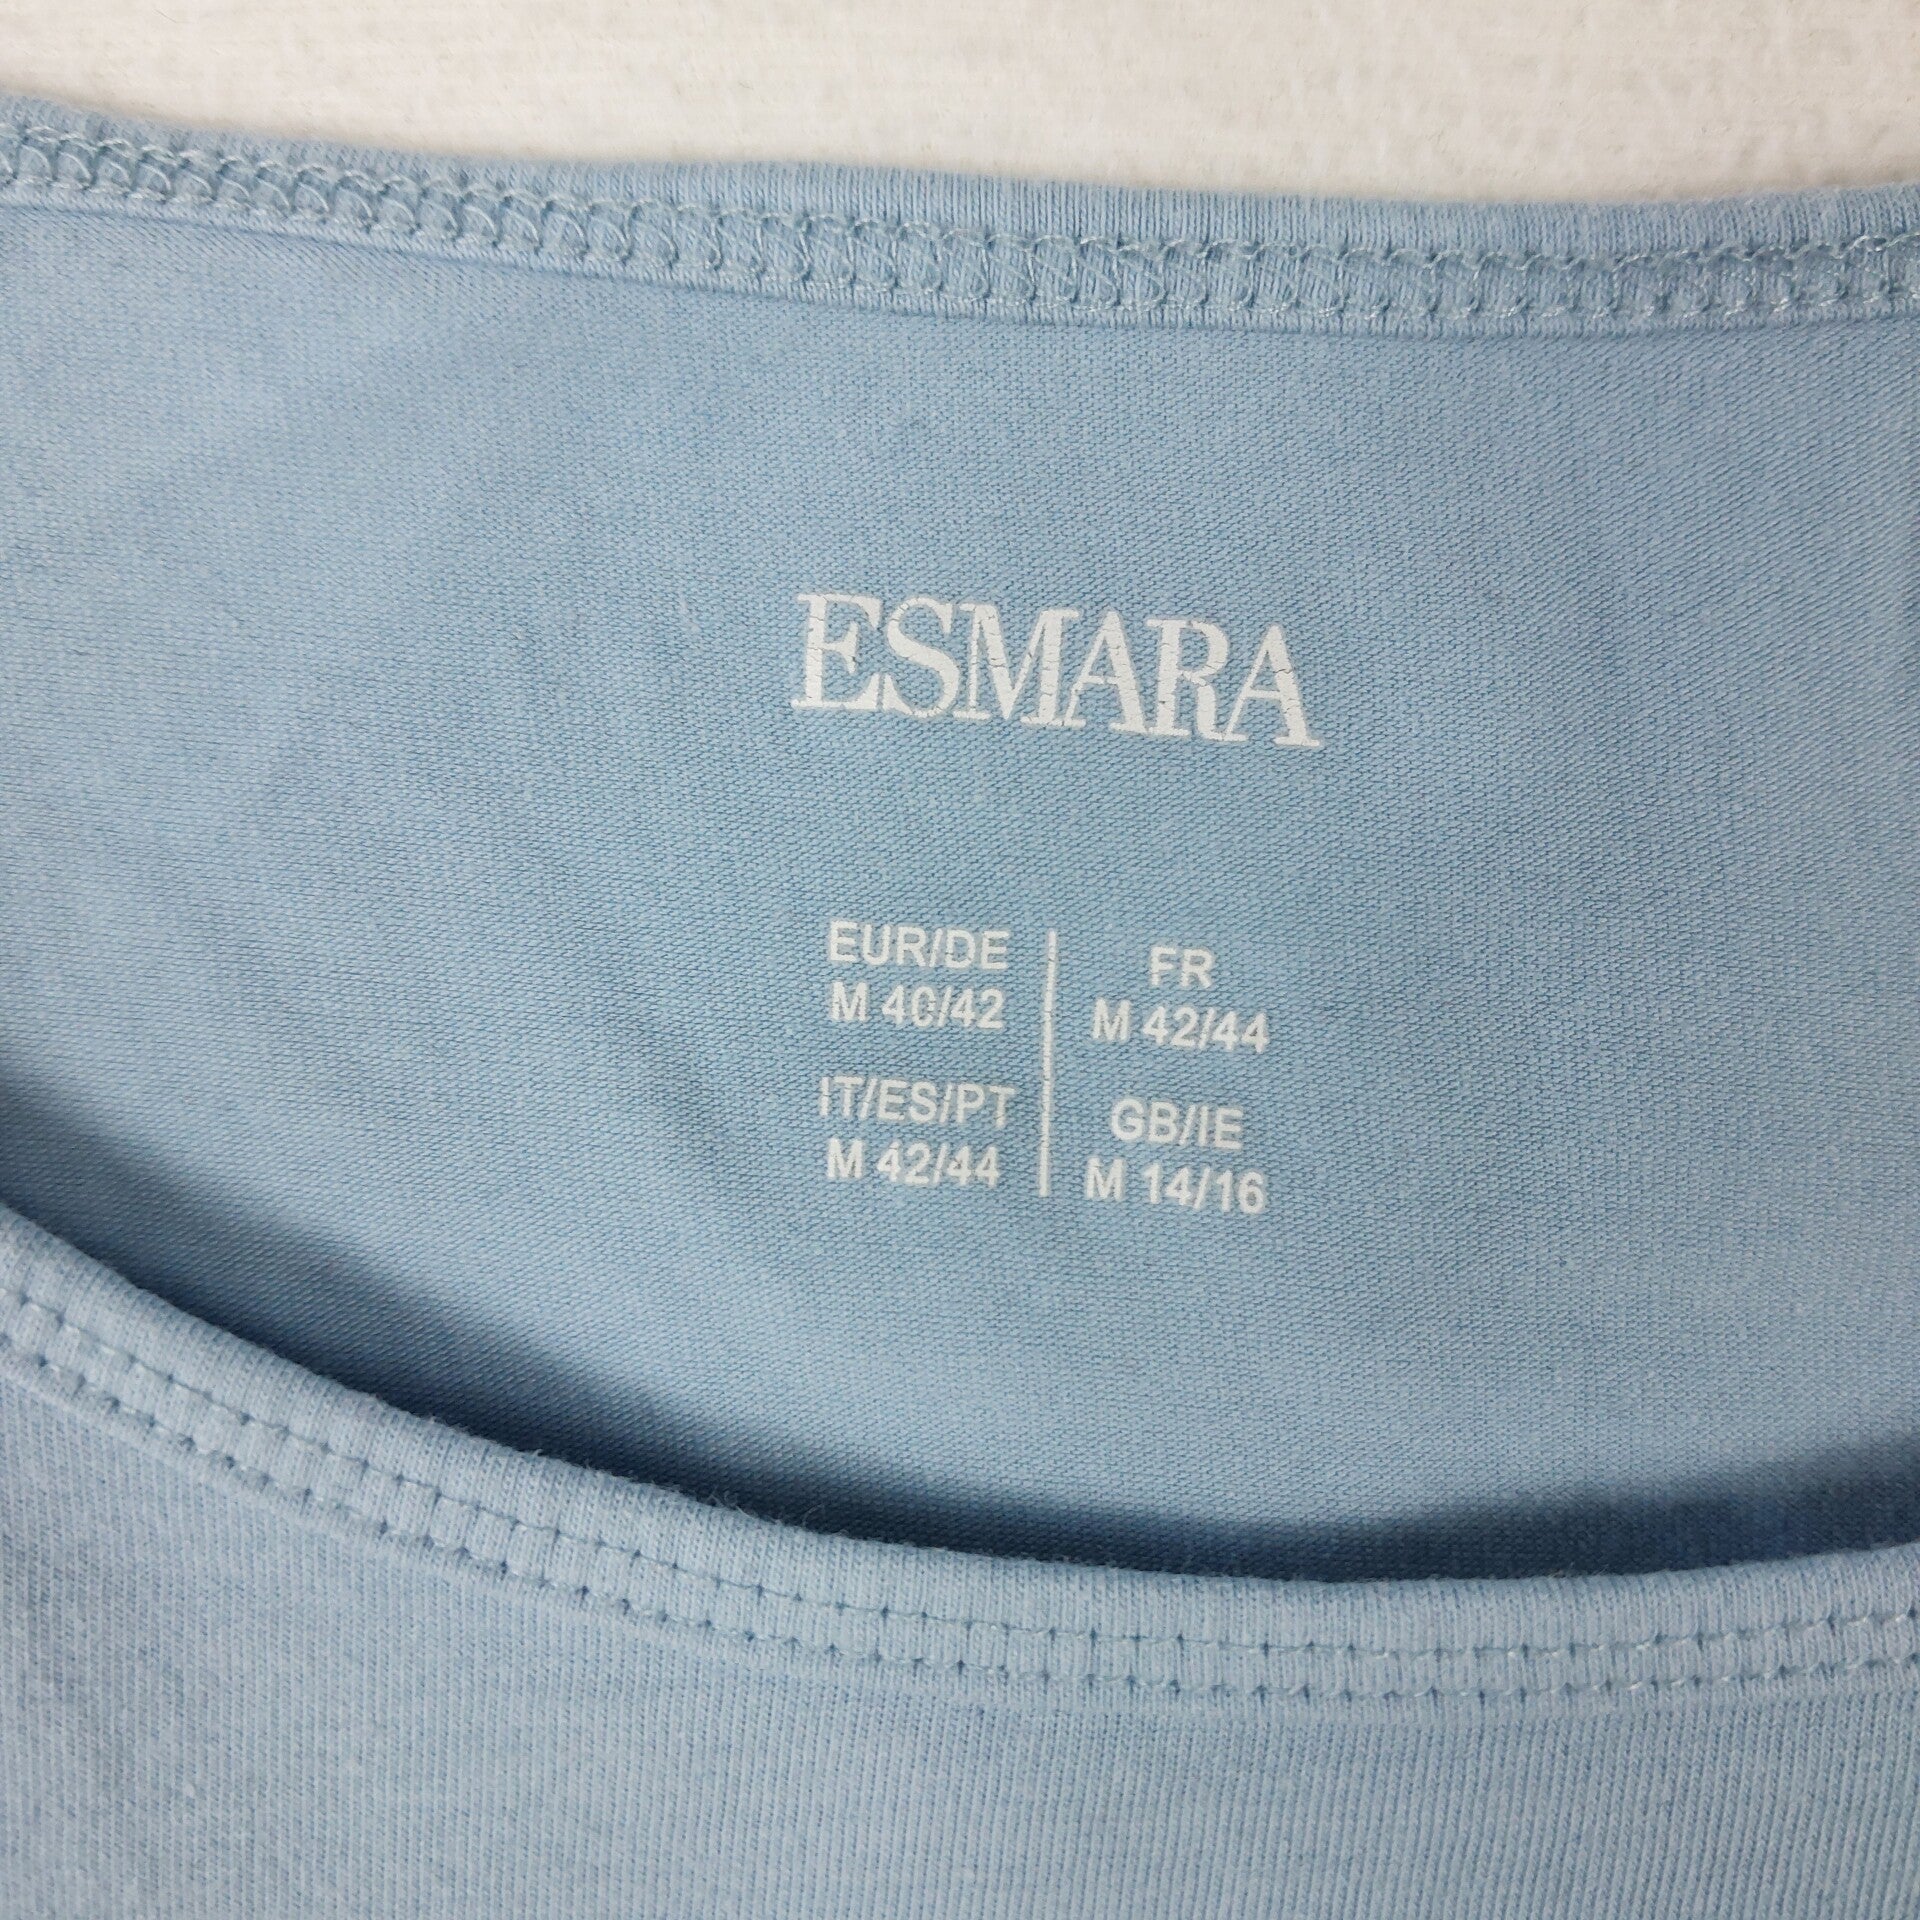 ESMARA
EUR/DE
M 40/42
IT/ES/PT
M 42/44
FR
M 42/44
GB/IE
M 14/16